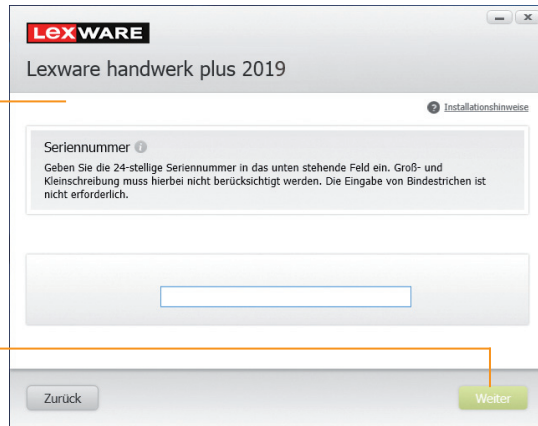 LEXWARE
Lexware handwerk plus 2019
Installationshinweise
Seriennummer
Geben Sie die 24-stellige Seriennummer in das unten stehende Feld ein. Groß- und
Kleinschreibung muss hierbei nicht berücksichtigt werden. Die Eingabe von Bindestrichen ist
nicht erforderlich.
Zurück
Weiter